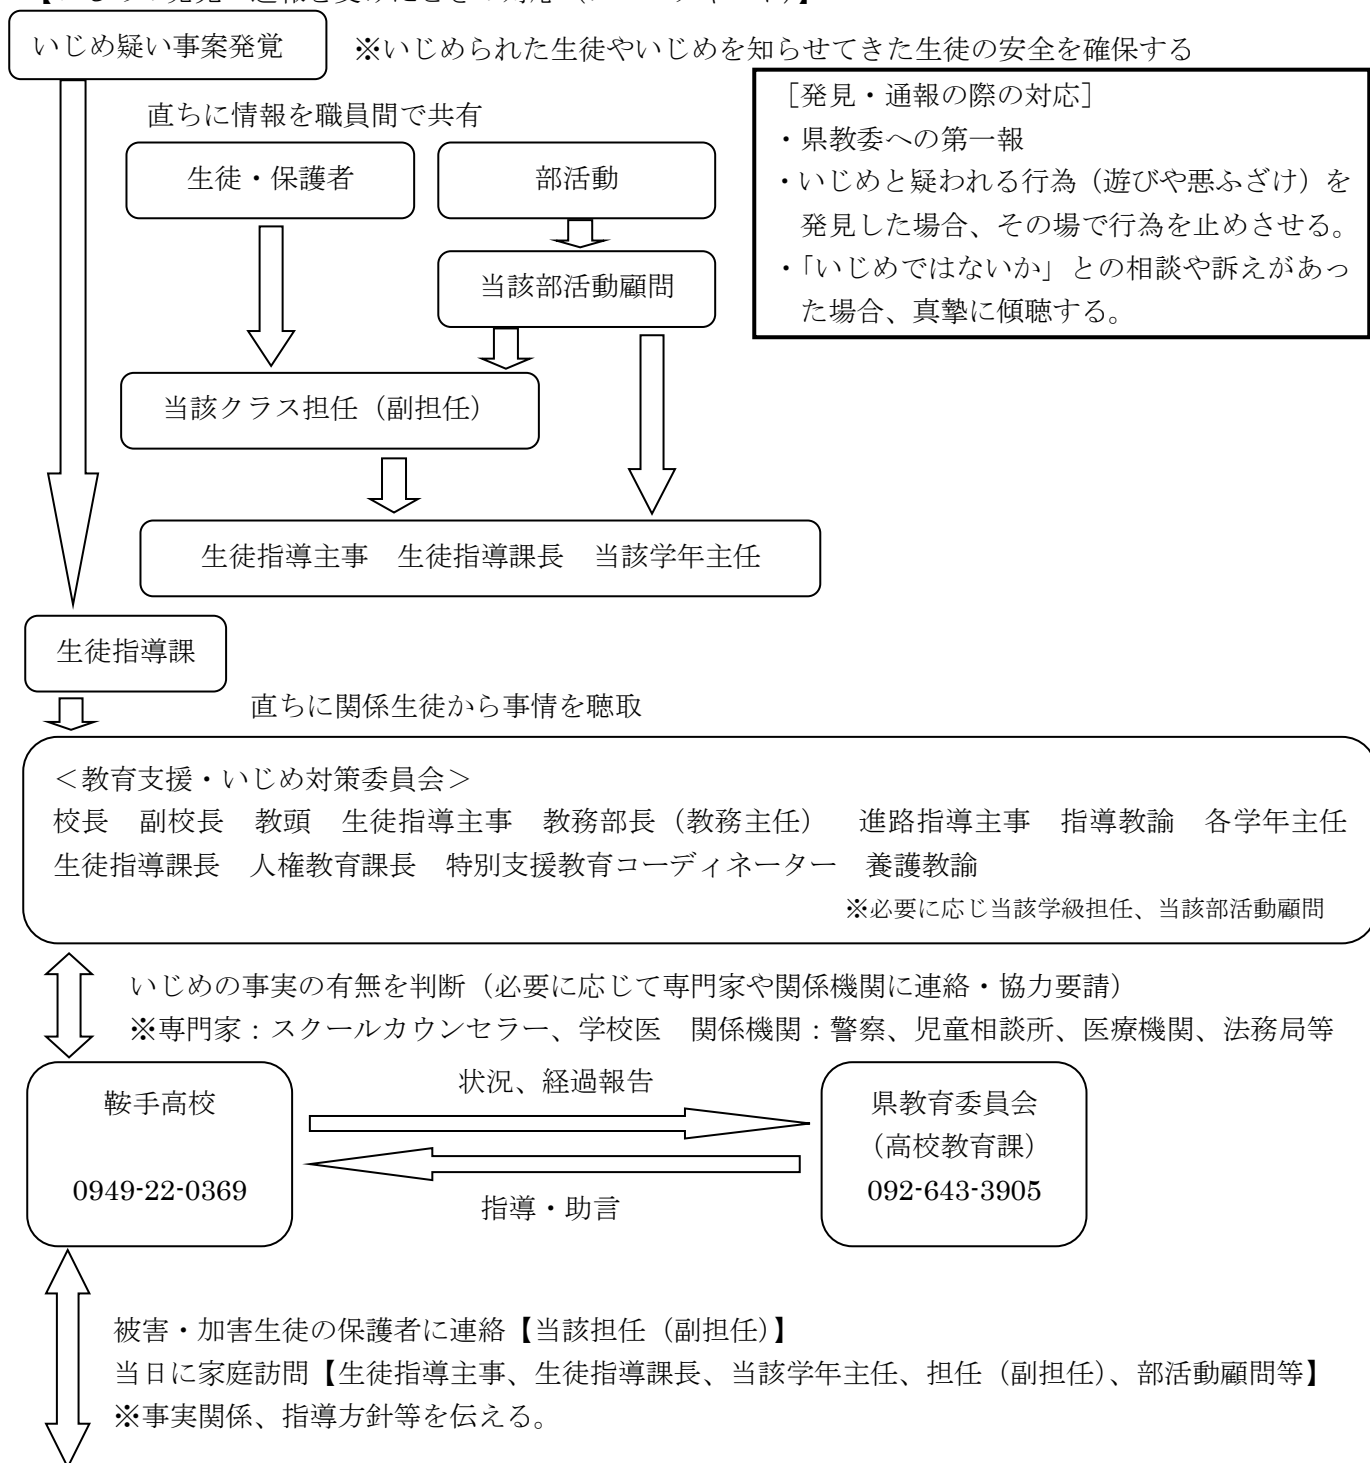 いじめ疑い事案発覚
※いじめられた生徒やいじめを知らせてきた生徒の安全を確保する
直ちに情報を職員間で共有
［発見・通報の際の対応］
・県教委への第一報
・いじめと疑われる行為（遊びや悪ふざけ）を
発見した場合、その場で行為を止めさせる。
・「いじめではないか」との相談や訴えがあっ
た場合、真摯に傾聴する。
生徒・保護者
部活動
当該部活動顧問
当該クラス担任（副担任）
生徒指導主事　生徒指導課長　当該学年主任
生徒指導課
直ちに関係生徒から事情を聴取
＜教育支援・いじめ対策委員会＞
校長　副校長　教頭　生徒指導主事　教務部長（教務主任）　進路指導主事　指導教諭　各学年主任
生徒指導課長　人権教育課長　特別支援教育コーディネーター　養護教諭
※必要に応じ当該学級担任、当該部活動顧問
いじめの事実の有無を判断（必要に応じて専門家や関係機関に連絡・協力要請）
※専門家：スクールカウンセラー、学校医　関係機関：警察、児童相談所、医療機関、法務局等
鞍手高校
0949-22-0369
状況、経過報告
指導・助言
県教育委員会
（高校教育課）
092-643-3905
被害・加害生徒の保護者に連絡【当該担任（副担任）】
当日に家庭訪問【生徒指導主事、生徒指導課長、当該学年主任、担任（副担任）、部活動顧問等】
※事実関係、指導方針等を伝える。